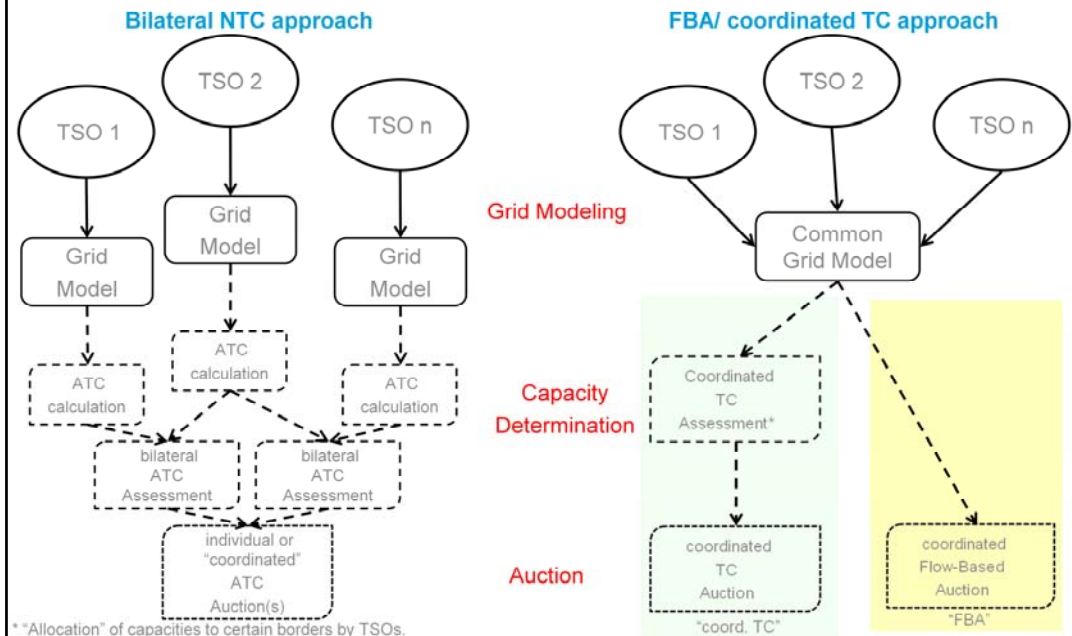 Bilateral NTC approach
TSO 1
TSO 2
TSO n
Grid
Model
Grid
Model
Grid
Model
ATC
calculation
ATC
calculation
ATC
calculation
bilateral
ATC
Assessment
bilateral
ATC
Assessment
individual or
"coordinated"
ATC
Auction(s)
* "Allocation" of capacities to certain borders by TSOs.
Grid Modeling
Capacity
Determination
Auction
FBA/ coordinated TC approach
TSO 1
TSO 2
TSO n
Common
Grid Model
Coordinated
TC
Assessment*
coordinated
TC
Auction
"coord. TC"
coordinated
Flow-Based
Auction
"FBA"